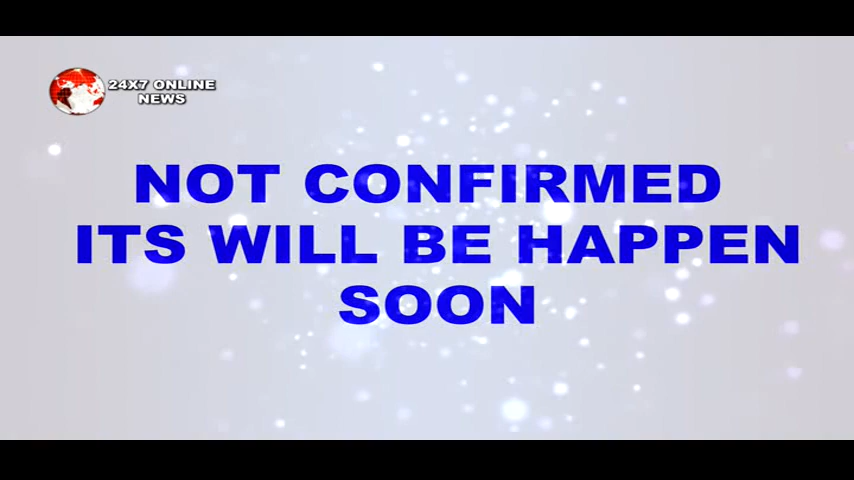 24X7 ONLINE
NEWS
NOT CONFIRMED
ITS WILL BE HAPPEN
SOON